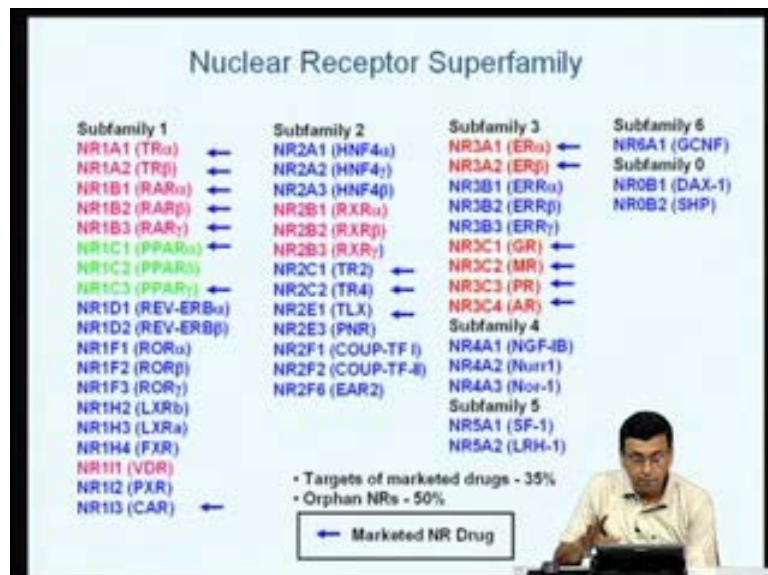 Nuclear Receptor Superfamily
Subfamily 1
NR1A1 (TRα)
NR1A2 (TRβ)
NR1B1 (RARα)
NR1B2 (RARβ)
NR1B3 (RARγ)
NR1C1 (PPARα)
NR1C2 (PPARδ)
NR1C3 (PPARγ)
NR1D1 (REV-ERBα)
NR1D2 (REV-ERBβ)
NR1F1 (RORα)
NR1F2 (RORβ)
NR1F3 (RORγ)
NR1H2 (LXRb)
NR1H3 (LXRa)
NR1H4 (FXR)
NR1I1 (VDR)
NR1I2 (PXR)
NR1I3 (CAR)
Subfamily 2
NR2A1 (HNF4α)
NR2A2 (HNF4γ)
NR2A3 (HNF4β)
NR2B1 (RXRα)
NR2B2 (RXRβ)
NR2B3 (RXRγ)
NR2C1 (TR2)
NR2C2 (TR4)
NR2E1 (TLX)
NR2E3 (PNR)
NR2F1 (COUP-TF I)
NR2F2 (COUP-TF-II)
NR2F6 (EAR2)
Subfamily 3
NR3A1 (ERα)
NR3A2 (ERβ)
NR3B1 (ERRα)
NR3B2 (ERRβ)
NR3B3 (ERRγ)
NR3C1 (GR)
NR3C2 (MR)
NR3C3 (PR)
NR3C4 (AR)
Subfamily 4
NR4A1 (NGF-IB)
NR4A2 (Nurr1)
NR4A3 (Nor-1)
Subfamily 5
NR5A1 (SF-1)
NR5A2 (LRH-1)
Subfamily 6
NR6A1 (GCNF)
Subfamily 0
NR0B1 (DAX-1)
NR0B2 (SHP)
• Targets of marketed drugs - 35%
• Orphan NRs - 50%
← Marketed NR Drug